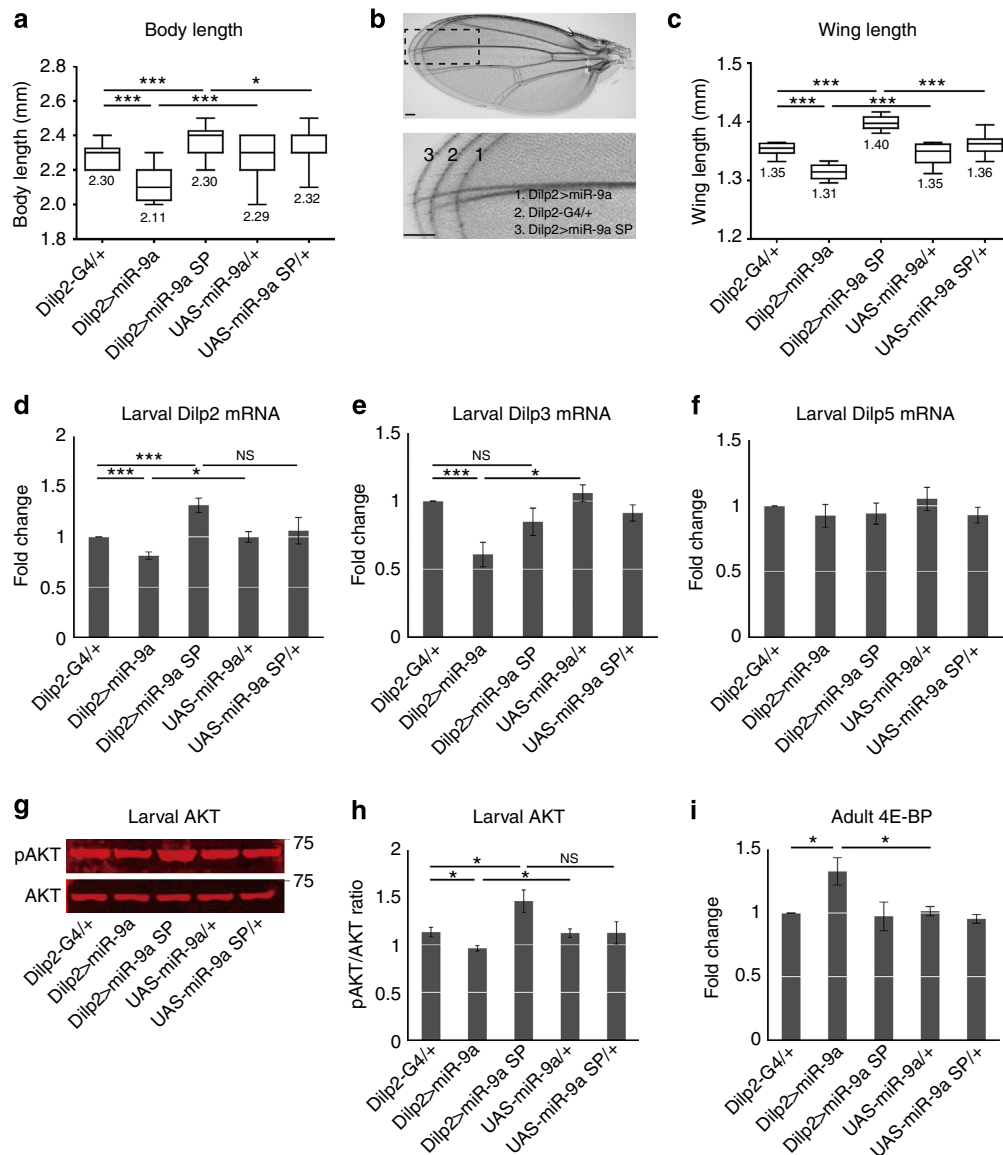 a
Body length
***
*
***
***
Body length (mm)
2.8
2.6
2.4
2.2
2.0
1.8
2.30
2.11
2.30
2.29
2.32
Dilp2-G4/+
Dilp2>miR-9a
Dilp2>miR-9a SP
UAS-miR-9a/+
UAS-miR-9a SP/+
b
3 2 1
1. Dilp2>miR-9a
2. Dilp2-G4/+
3. Dilp2>miR-9a SP
c
Wing length
***
***
***
***
Wing length (mm)
1.5
1.4
1.3
1.2
1.35
1.31
1.40
1.35
1.36
Dilp2-G4/+
Dilp2>miR-9a
Dilp2>miR-9a SP
UAS-miR-9a/+
UAS-miR-9a SP/+
d
Larval Dilp2 mRNA
***
NS
***
*
Fold change
2
1.5
1
0.5
0
Dilp2-G4/+
Dilp2>miR-9a
Dilp2>miR-9a SP
UAS-miR-9a/+
UAS-miR-9a SP/+
e
Larval Dilp3 mRNA
NS
***
*
Fold change
1.5
1
0.5
0
Dilp2-G4/+
Dilp2>miR-9a
Dilp2>miR-9a SP
UAS-miR-9a/+
UAS-miR-9a SP/+
f
Larval Dilp5 mRNA
Fold change
1.5
1
0.5
0
Dilp2-G4/+
Dilp2>miR-9a
Dilp2>miR-9a SP
UAS-miR-9a/+
UAS-miR-9a SP/+
g
Larval AKT
pAKT
75
AKT
75
Dilp2-G4/+
Dilp2>miR-9a
Dilp2>miR-9a SP
UAS-miR-9a/+
UAS-miR-9a SP/+
h
Larval AKT
*
NS
*
*
pAKT/AKT ratio
2
1.5
1
0.5
0
Dilp2-G4/+
Dilp2>miR-9a
Dilp2>miR-9a SP
UAS-miR-9a/+
UAS-miR-9a SP/+
i
Adult 4E-BP
*
*
Fold change
1.5
1
0.5
0
Dilp2-G4/+
Dilp2>miR-9a
Dilp2>miR-9a SP
UAS-miR-9a/+
UAS-miR-9a SP/+